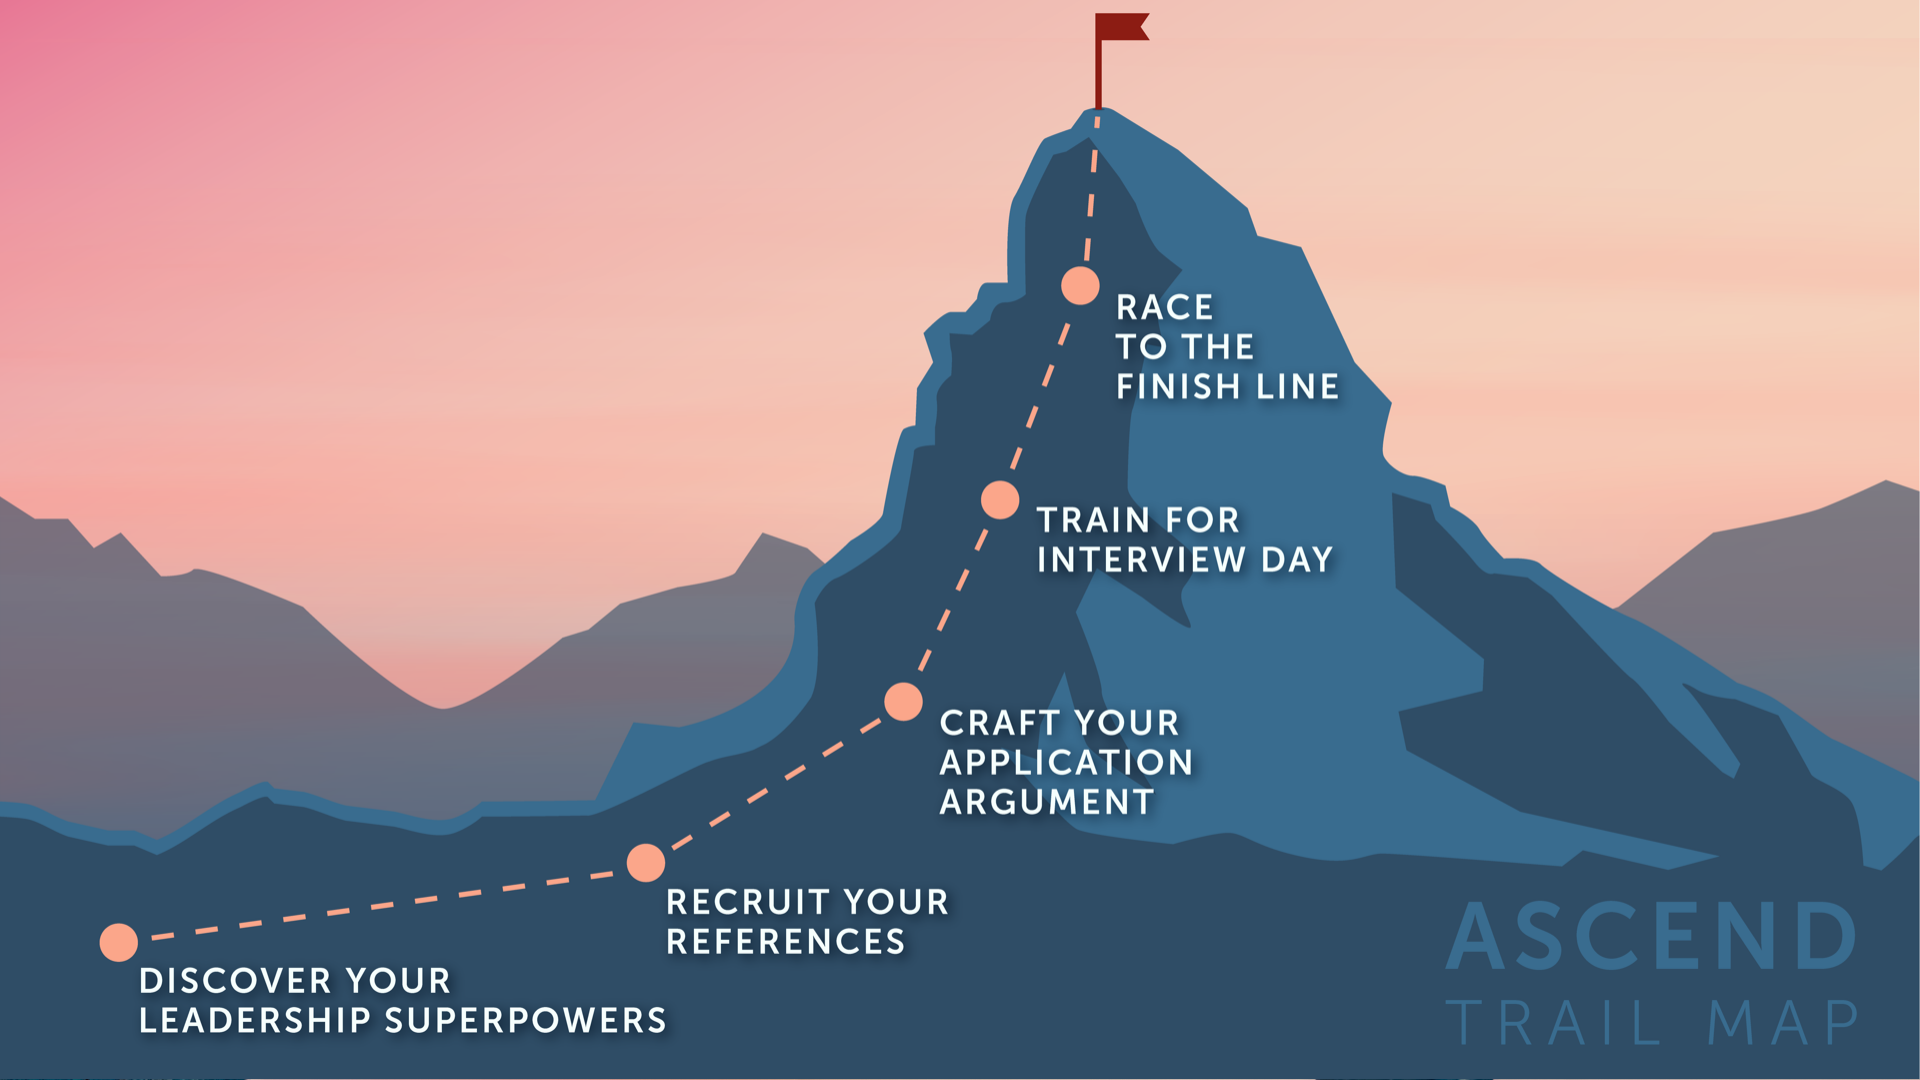 RACE
TO THE
FINISH LINE
TRAIN FOR
INTERVIEW DAY
CRAFT YOUR
APPLICATION
ARGUMENT
RECRUIT YOUR
REFERENCES
DISCOVER YOUR
LEADERSHIP SUPERPOWERS
ASCEND
TRAIL MAP